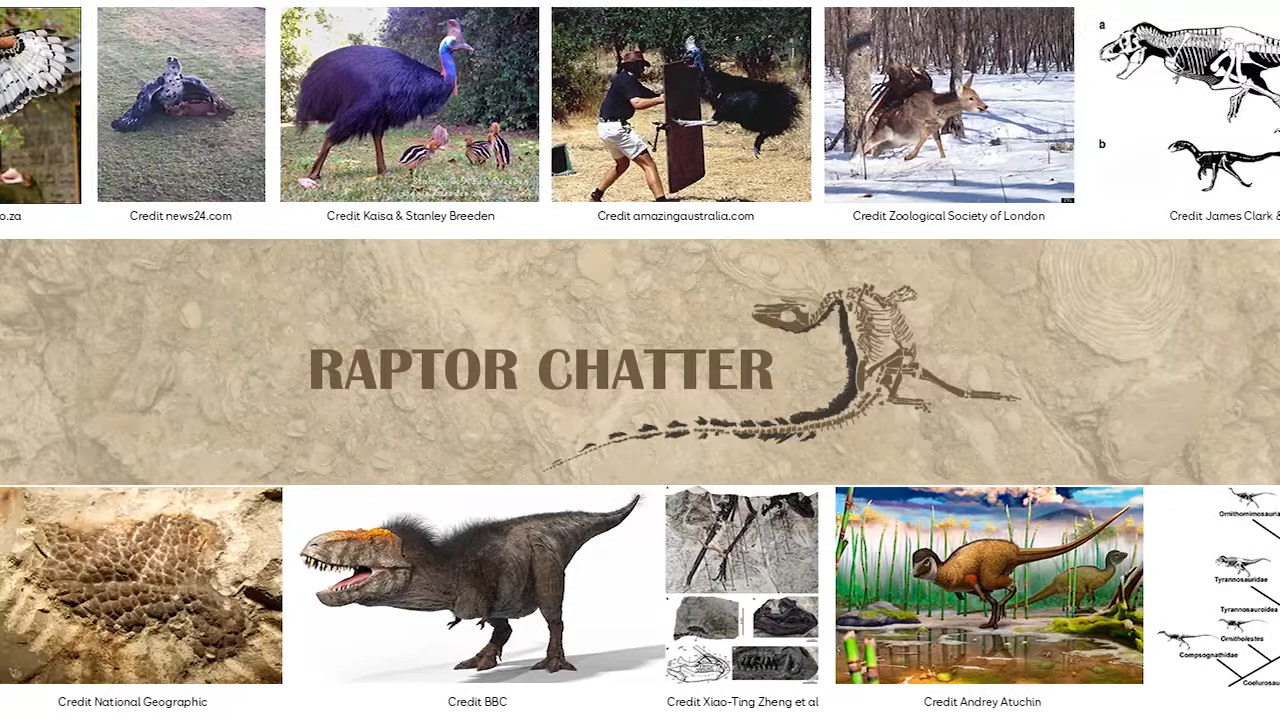 a
b
o.za
Credit news24.com
Credit Kaisa & Stanley Breeden
Credit amazingaustralia.com
Credit Zoological Society of London
Credit James Clark &
RAPTOR CHATTER
Ornithomimosauria
Tyrannosauridae
Tyrannosauroidea
Ornitholestes
Compsognathidae
Coelurosau
Credit National Geographic
Credit BBC
Credit Xiao-Ting Zheng et al
Credit Andrey Atuchin